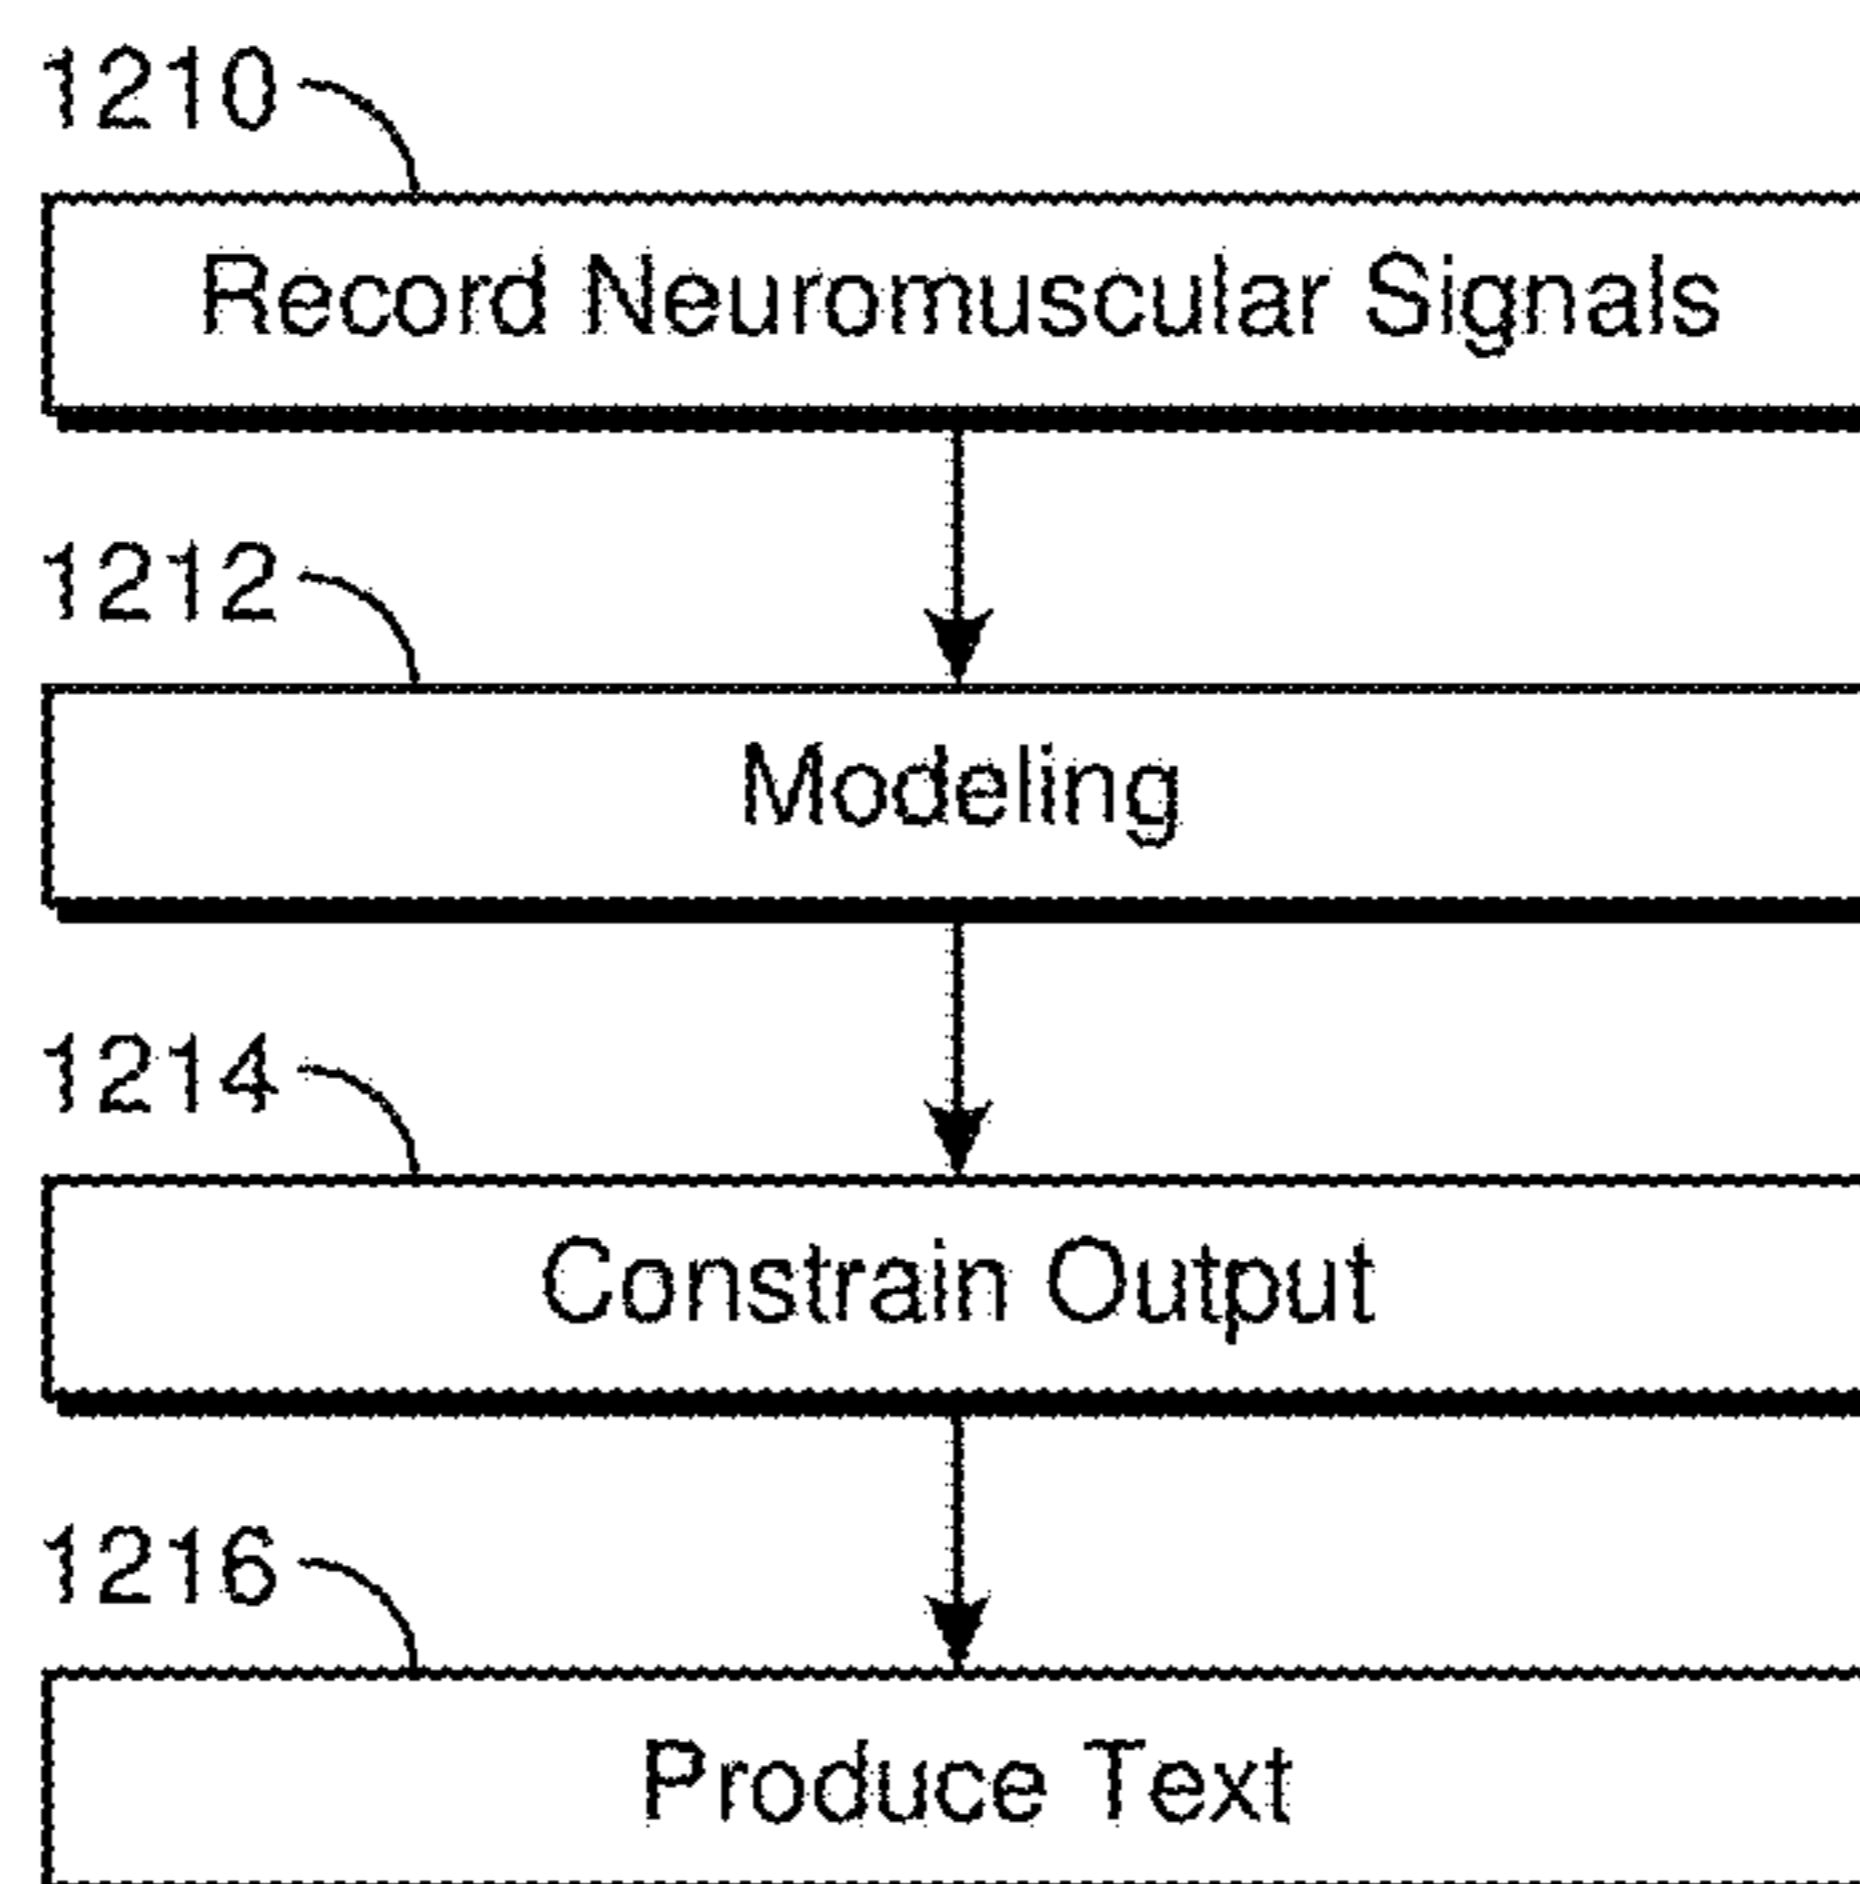 1210
Record Neuromuscular Signals
1212
Modeling
1214
Constrain Output
1216
Produce Text